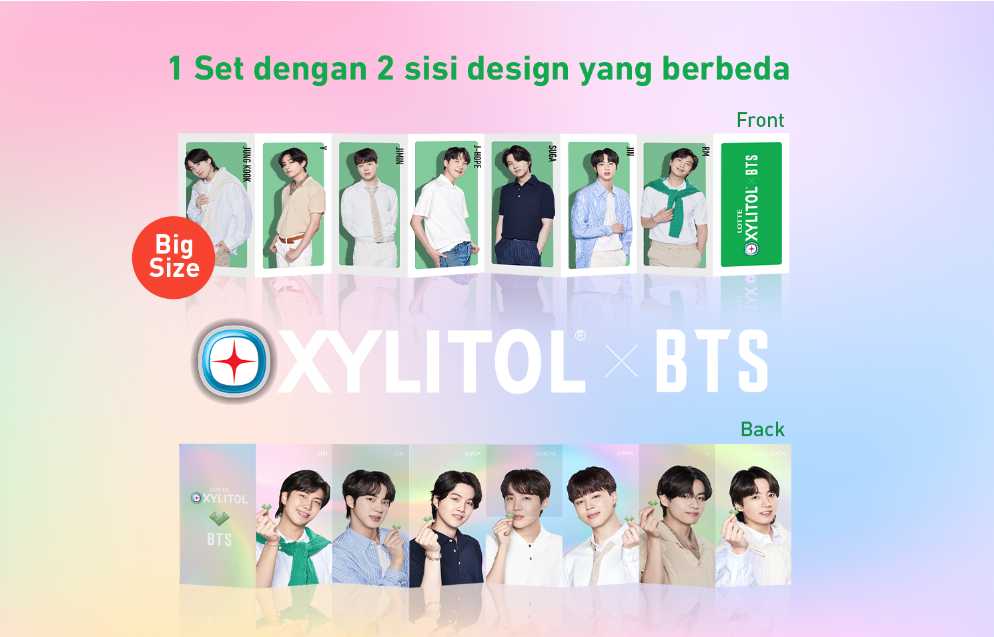 1 Set dengan 2 sisi design yang berbeda
Front
JUNG KOOK
V
JIMIN
J-HOPE
SUGA
JIN
RM
LOTTE
XYLITOL × BTS
Big
Size
XYLITOL® × BTS
Back
LOTTE
XYLITOL
BTS
RM
JIN
SUGA
J-HOPE
JIMIN
V
JUNG KOOK